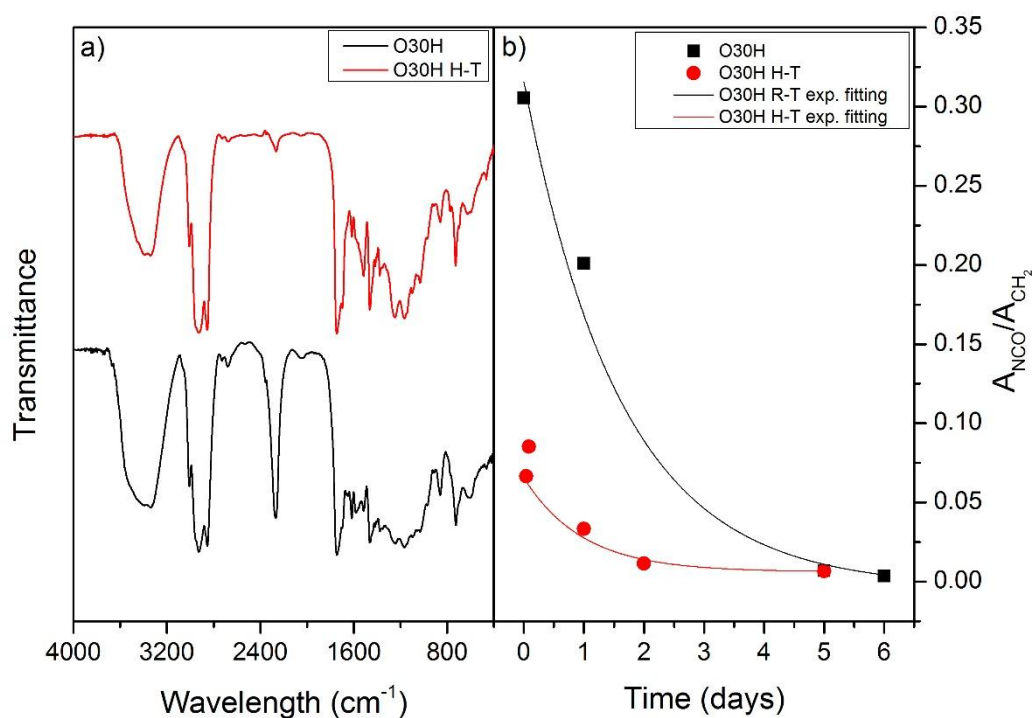 a)
O30H
O30H H-T
Transmittance
4000
3200
2400
1600
800
Wavelength (cm⁻¹)
b)
O30H
O30H H-T
O30H R-T exp. fitting
O30H H-T exp. fitting
0.35
0.30
0.25
0.20
0.15
0.10
0.05
0.00
A_NCO/A_CH₂
0
1
2
3
4
5
6
Time (days)